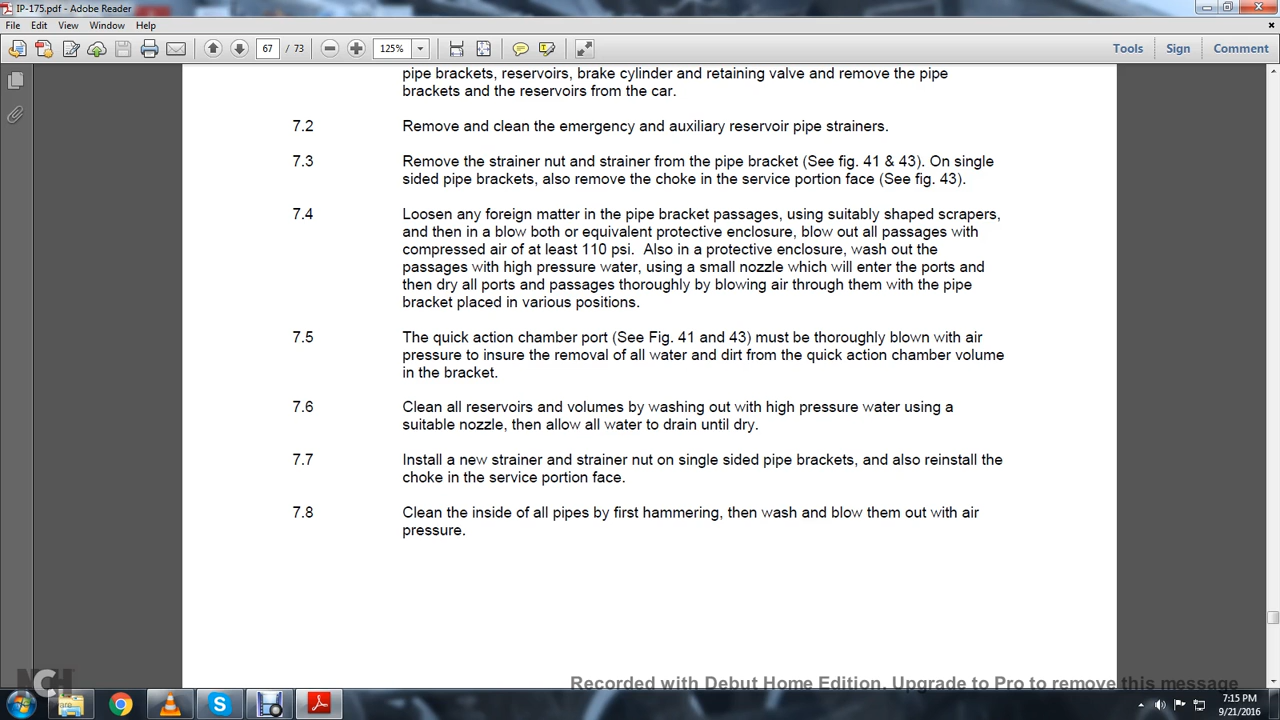 IP-175.pdf - Adobe Reader
File Edit View Window Help
67 / 73 125% Tools Sign Comment
pipe brackets, reservoirs, brake cylinder and retaining valve and remove the pipe
brackets and the reservoirs from the car.
7.2 Remove and clean the emergency and auxiliary reservoir pipe strainers.
7.3 Remove the strainer nut and strainer from the pipe bracket (See fig. 41 & 43). On single
sided pipe brackets, also remove the choke in the service portion face (See fig. 43).
7.4 Loosen any foreign matter in the pipe bracket passages, using suitably shaped scrapers,
and then in a blow both or equivalent protective enclosure, blow out all passages with
compressed air of at least 110 psi. Also in a protective enclosure, wash out the
passages with high pressure water, using a small nozzle which will enter the ports and
then dry all ports and passages thoroughly by blowing air through them with the pipe
bracket placed in various positions.
7.5 The quick action chamber port (See Fig. 41 and 43) must be thoroughly blown with air
pressure to insure the removal of all water and dirt from the quick action chamber volume
in the bracket.
7.6 Clean all reservoirs and volumes by washing out with high pressure water using a
suitable nozzle, then allow all water to drain until dry.
7.7 Install a new strainer and strainer nut on single sided pipe brackets, and also reinstall the
choke in the service portion face.
7.8 Clean the inside of all pipes by first hammering, then wash and blow them out with air
pressure.
NCH
Recorded with Debut Home Edition. Upgrade to Pro to remove this message
7:15 PM
9/21/2016